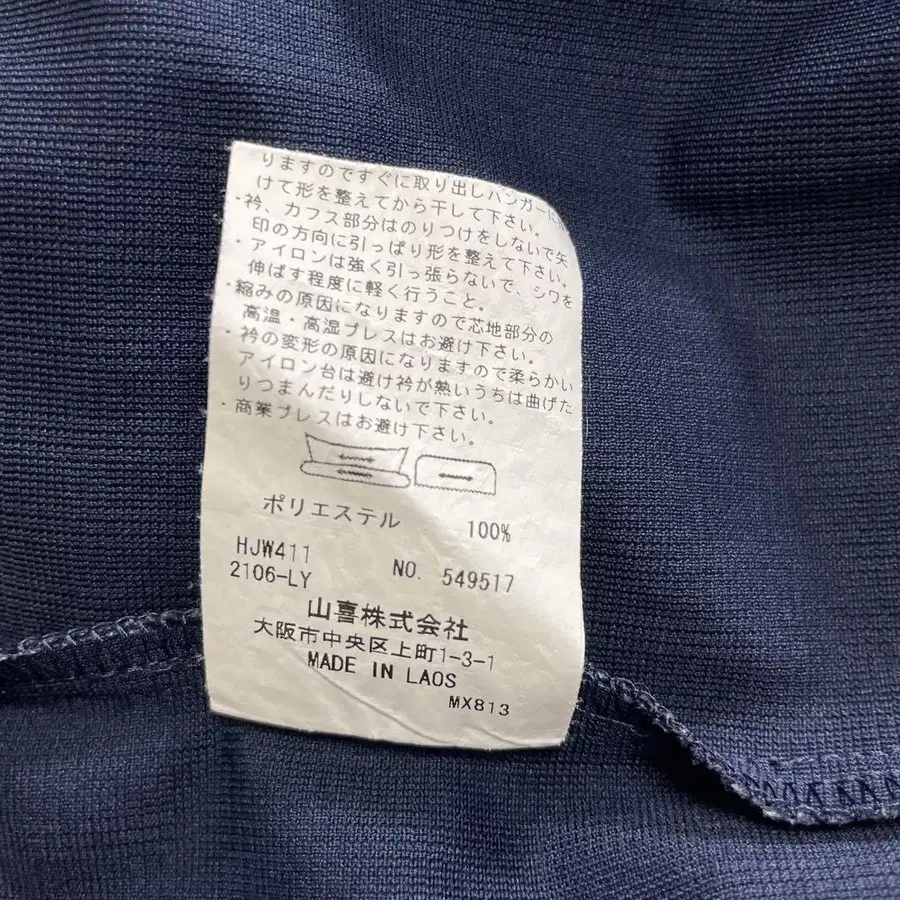 りますのですぐに取り出しハンガーに
けて形を整えてから干して下さい。
・衿、カフス部分はのりつけをしないで矢
印の方向に引っぱり形を整えて下さい。
・アイロンは強く引っ張らないで、シワを
伸ばす程度に軽く行うこと。
・縮みの原因になりますので芯地部分の
高温・高湿プレスはお避け下さい。
・衿の変形の原因になりますので柔らかい
アイロン台は避け衿が熱いうちは曲げた
りつまんだりしないで下さい。
・商業プレスはお避け下さい。
ポリエステル 100%
HJW411
2106-LY NO. 549517
山喜株式会社
大阪市中央区上町1-3-1
MADE IN LAOS
MX813